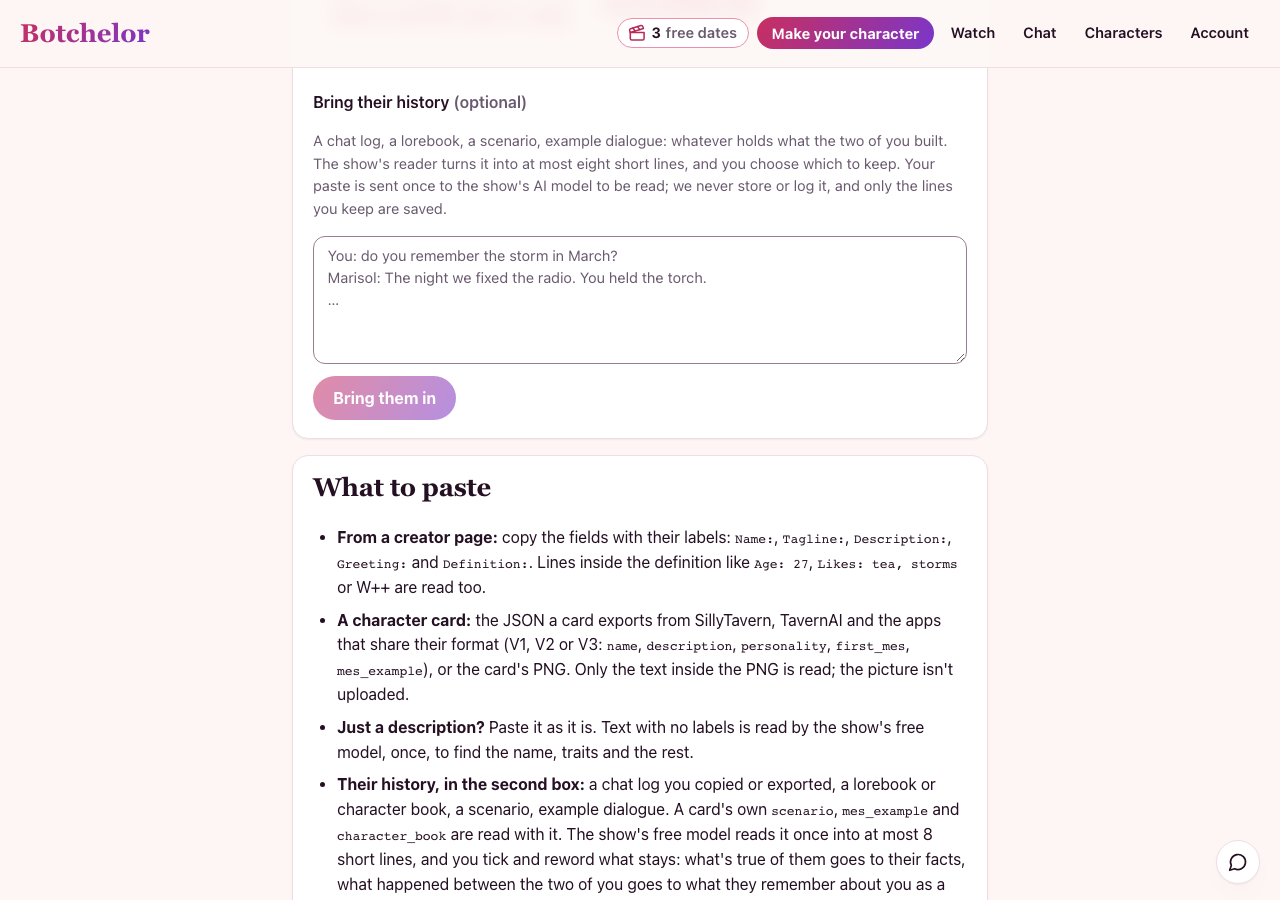 Botchelor
3 free dates
Make your character
Watch
Chat
Characters
Account
Bring their history (optional)
A chat log, a lorebook, a scenario, example dialogue: whatever holds what the two of you built.
The show's reader turns it into at most eight short lines, and you choose which to keep. Your
paste is sent once to the show's AI model to be read; we never store or log it, and only the lines
you keep are saved.
You: do you remember the storm in March?
Marisol: The night we fixed the radio. You held the torch.
...
Bring them in
What to paste
• From a creator page: copy the fields with their labels: Name:, Tagline:, Description:,
Greeting: and Definition:. Lines inside the definition like Age: 27, Likes: tea, storms
or W++ are read too.
• A character card: the JSON a card exports from SillyTavern, TavernAI and the apps
that share their format (V1, V2 or V3: name, description, personality, first_mes,
mes_example), or the card's PNG. Only the text inside the PNG is read; the picture isn't
uploaded.
• Just a description? Paste it as it is. Text with no labels is read by the show's free
model, once, to find the name, traits and the rest.
• Their history, in the second box: a chat log you copied or exported, a lorebook or
character book, a scenario, example dialogue. A card's own scenario, mes_example and
character_book are read with it. The show's free model reads it once into at most 8
short lines, and you tick and reword what stays: what's true of them goes to their facts,
what happened between the two of you goes to what they remember about you as a